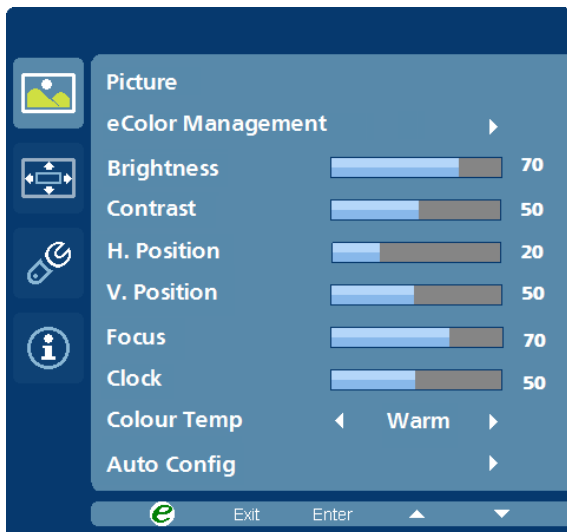 Picture
eColor Management
Brightness 70
Contrast 50
H. Position 20
V. Position 50
Focus 70
Clock 50
Colour Temp Warm
Auto Config
e Exit Enter